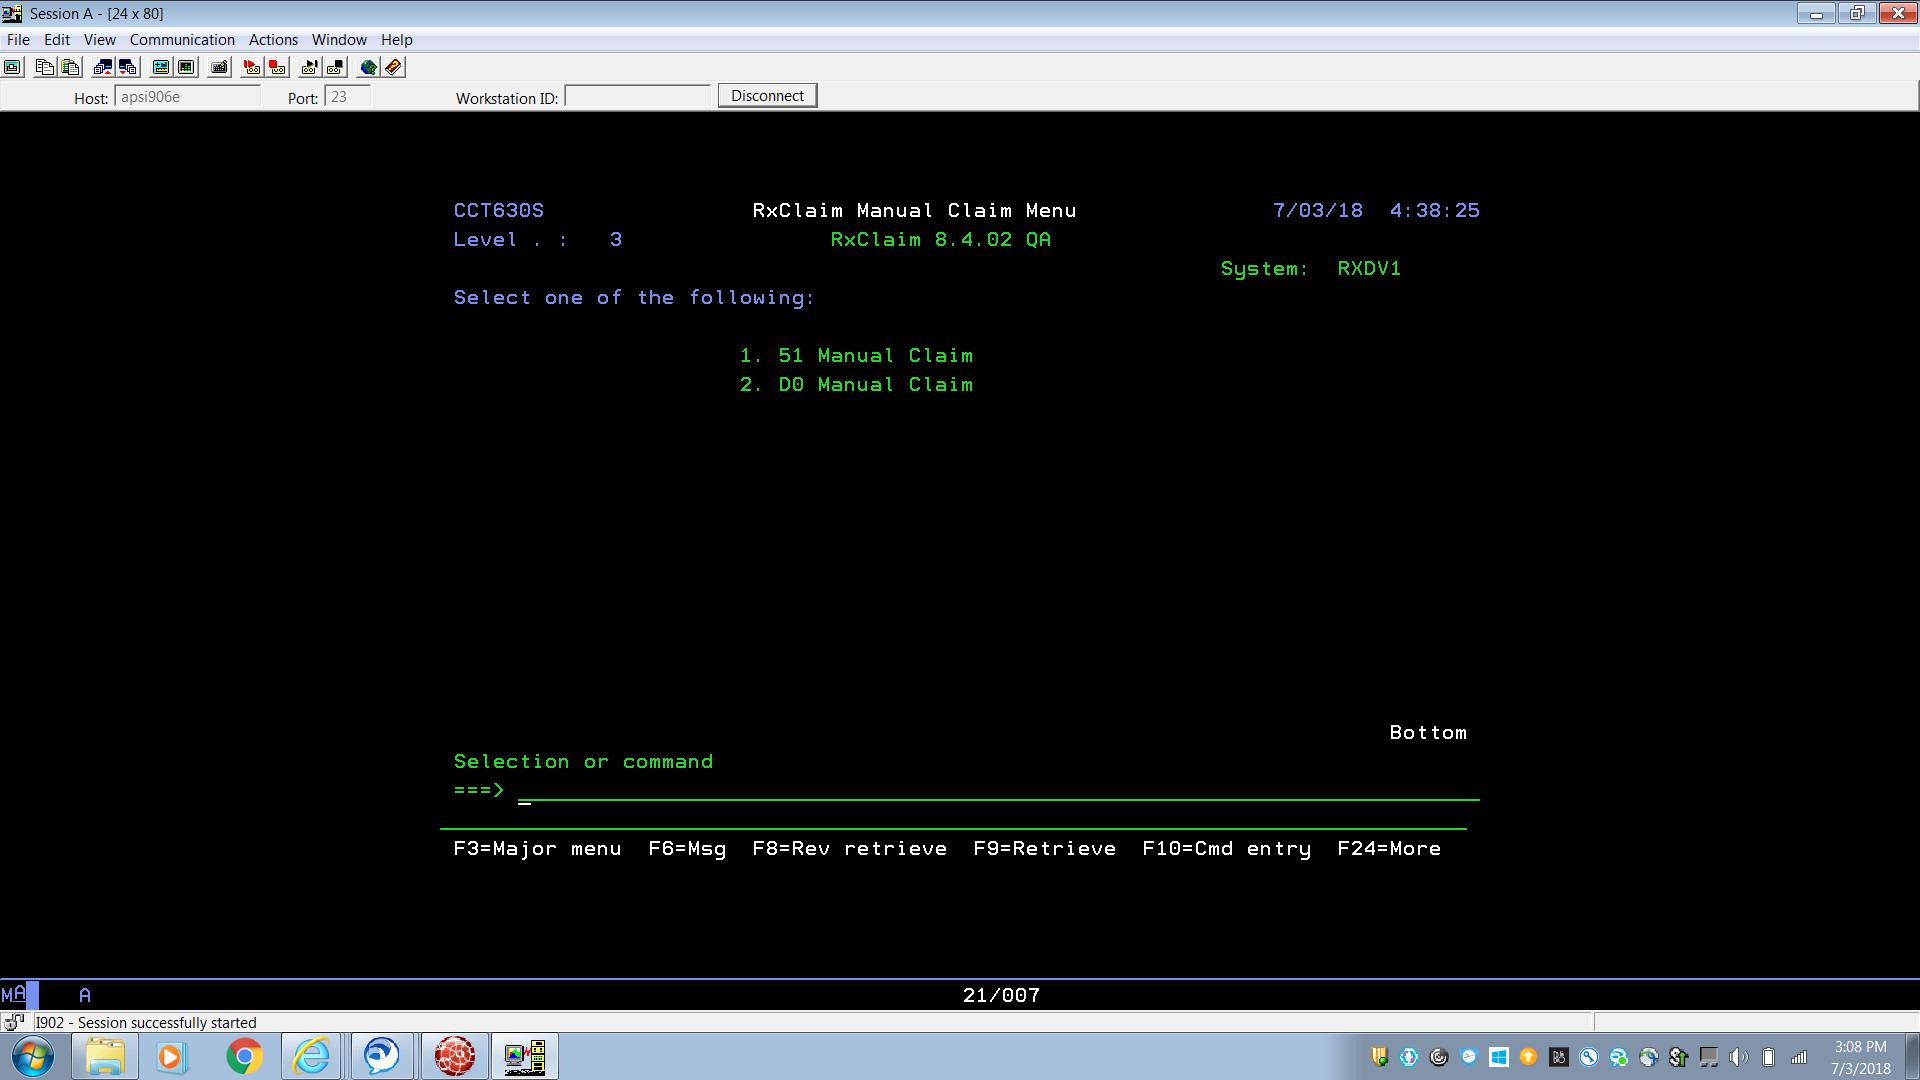 Session A - [24 x 80]
File Edit View Communication Actions Window Help
Host: apsi906e Port: 23 Workstation ID: Disconnect
CCT630S RxClaim Manual Claim Menu 7/03/18 4:38:25
Level . : 3 RxClaim 8.4.02 QA
System: RXDV1
Select one of the following:
1. 51 Manual Claim
2. D0 Manual Claim
Bottom
Selection or command
===>
F3=Major menu F6=Msg F8=Rev retrieve F9=Retrieve F10=Cmd entry F24=More
MA A 21/007
I902 - Session successfully started
3:08 PM
7/3/2018